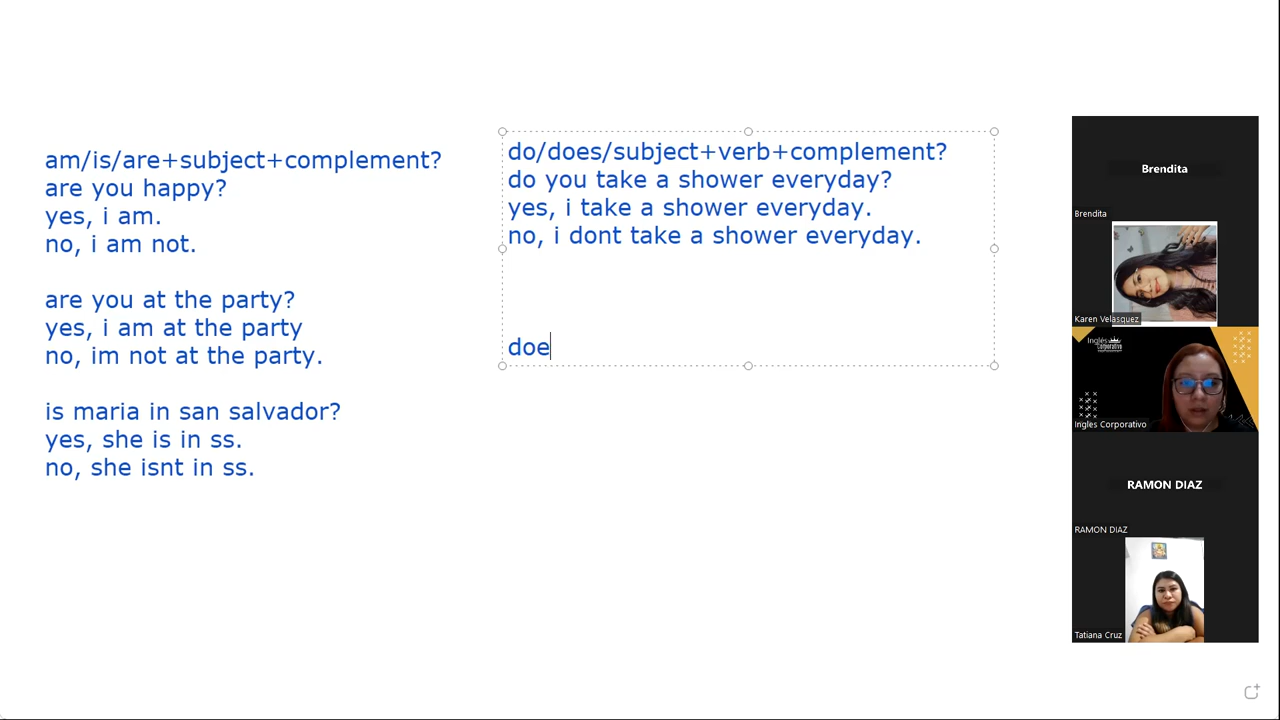 am/is/are+subject+complement?
are you happy?
yes, i am.
no, i am not.
are you at the party?
yes, i am at the party
no, im not at the party.
is maria in san salvador?
yes, she is in ss.
no, she isnt in ss.
do/does/subject+verb+complement?
do you take a shower everyday?
yes, i take a shower everyday.
no, i dont take a shower everyday.
doe
Brendita
Brendita
Karen Velasquez
Inglés
Corporativo
Ingles Corporativo
RAMON DIAZ
RAMON DIAZ
Tatiana Cruz